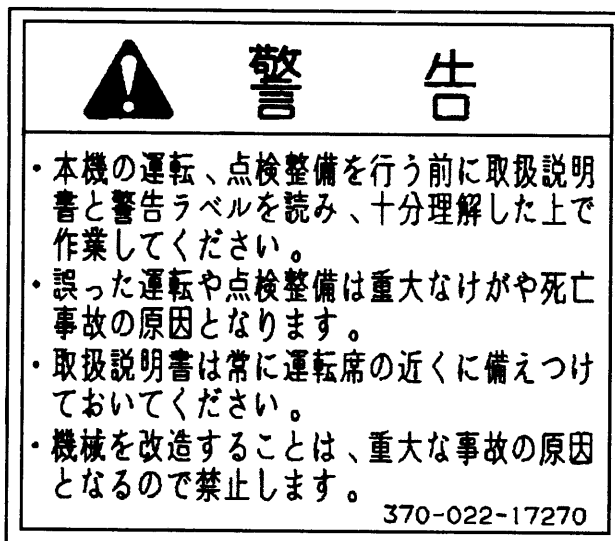 警告
・本機の運転、点検整備を行う前に取扱説明
書と警告ラベルを読み、十分理解した上で
作業してください。
・誤った運転や点検整備は重大なけがや死亡
事故の原因となります。
・取扱説明書は常に運転席の近くに備えつけ
ておいてください。
・機械を改造することは、重大な事故の原因
となるので禁止します。
370-022-17270